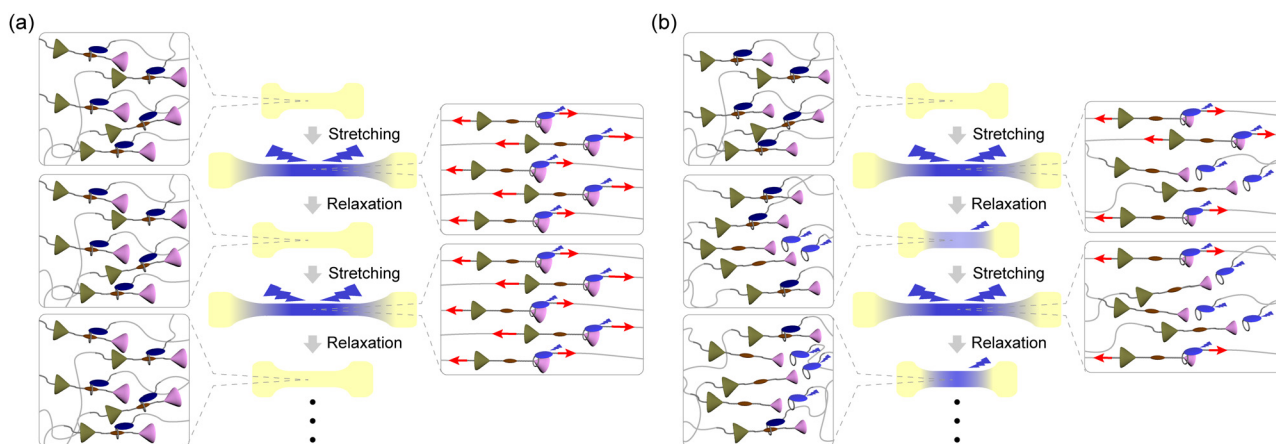 (a)
Stretching
Relaxation
Stretching
Relaxation
(b)
Stretching
Relaxation
Stretching
Relaxation